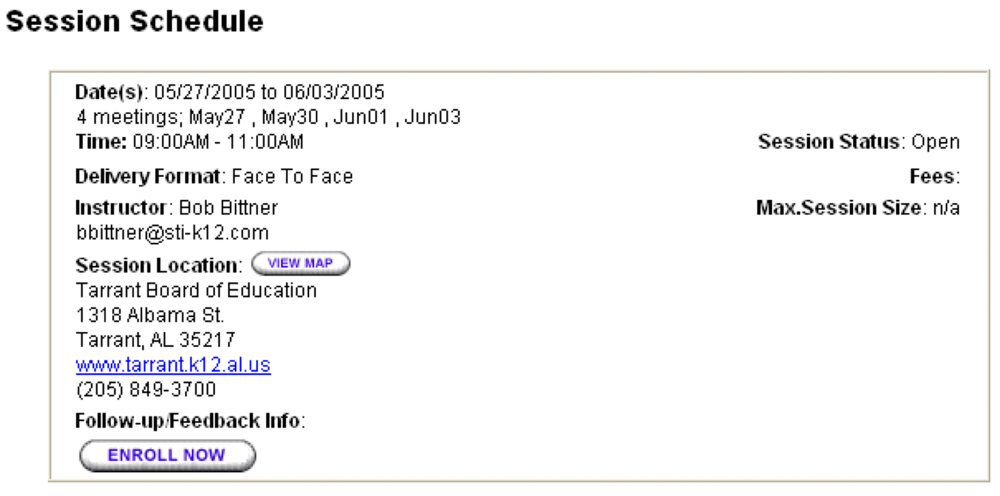 Session Schedule
Date(s): 05/27/2005 to 06/03/2005
4 meetings; May27 , May30 , Jun01 , Jun03
Time: 09:00AM - 11:00AM
Session Status: Open
Delivery Format: Face To Face
Fees:
Instructor: Bob Bittner
Max.Session Size: n/a
bbittner@sti-k12.com
Session Location: VIEW MAP
Tarrant Board of Education
1318 Albama St.
Tarrant, AL 35217
www.tarrant.k12.al.us
(205) 849-3700
Follow-up/Feedback Info:
ENROLL NOW